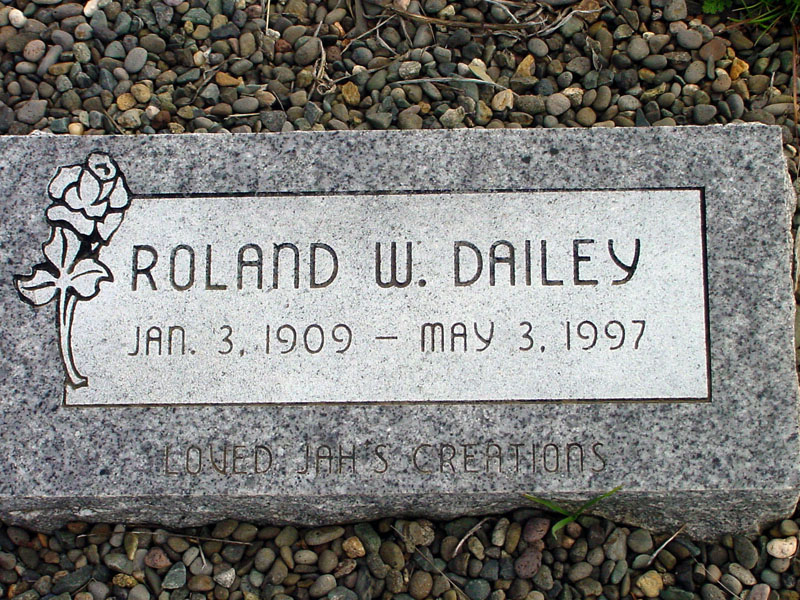 ROLAND W. DAILEY
JAN. 3, 1909 – MAY 3, 1997
LOVED JAH'S CREATIONS